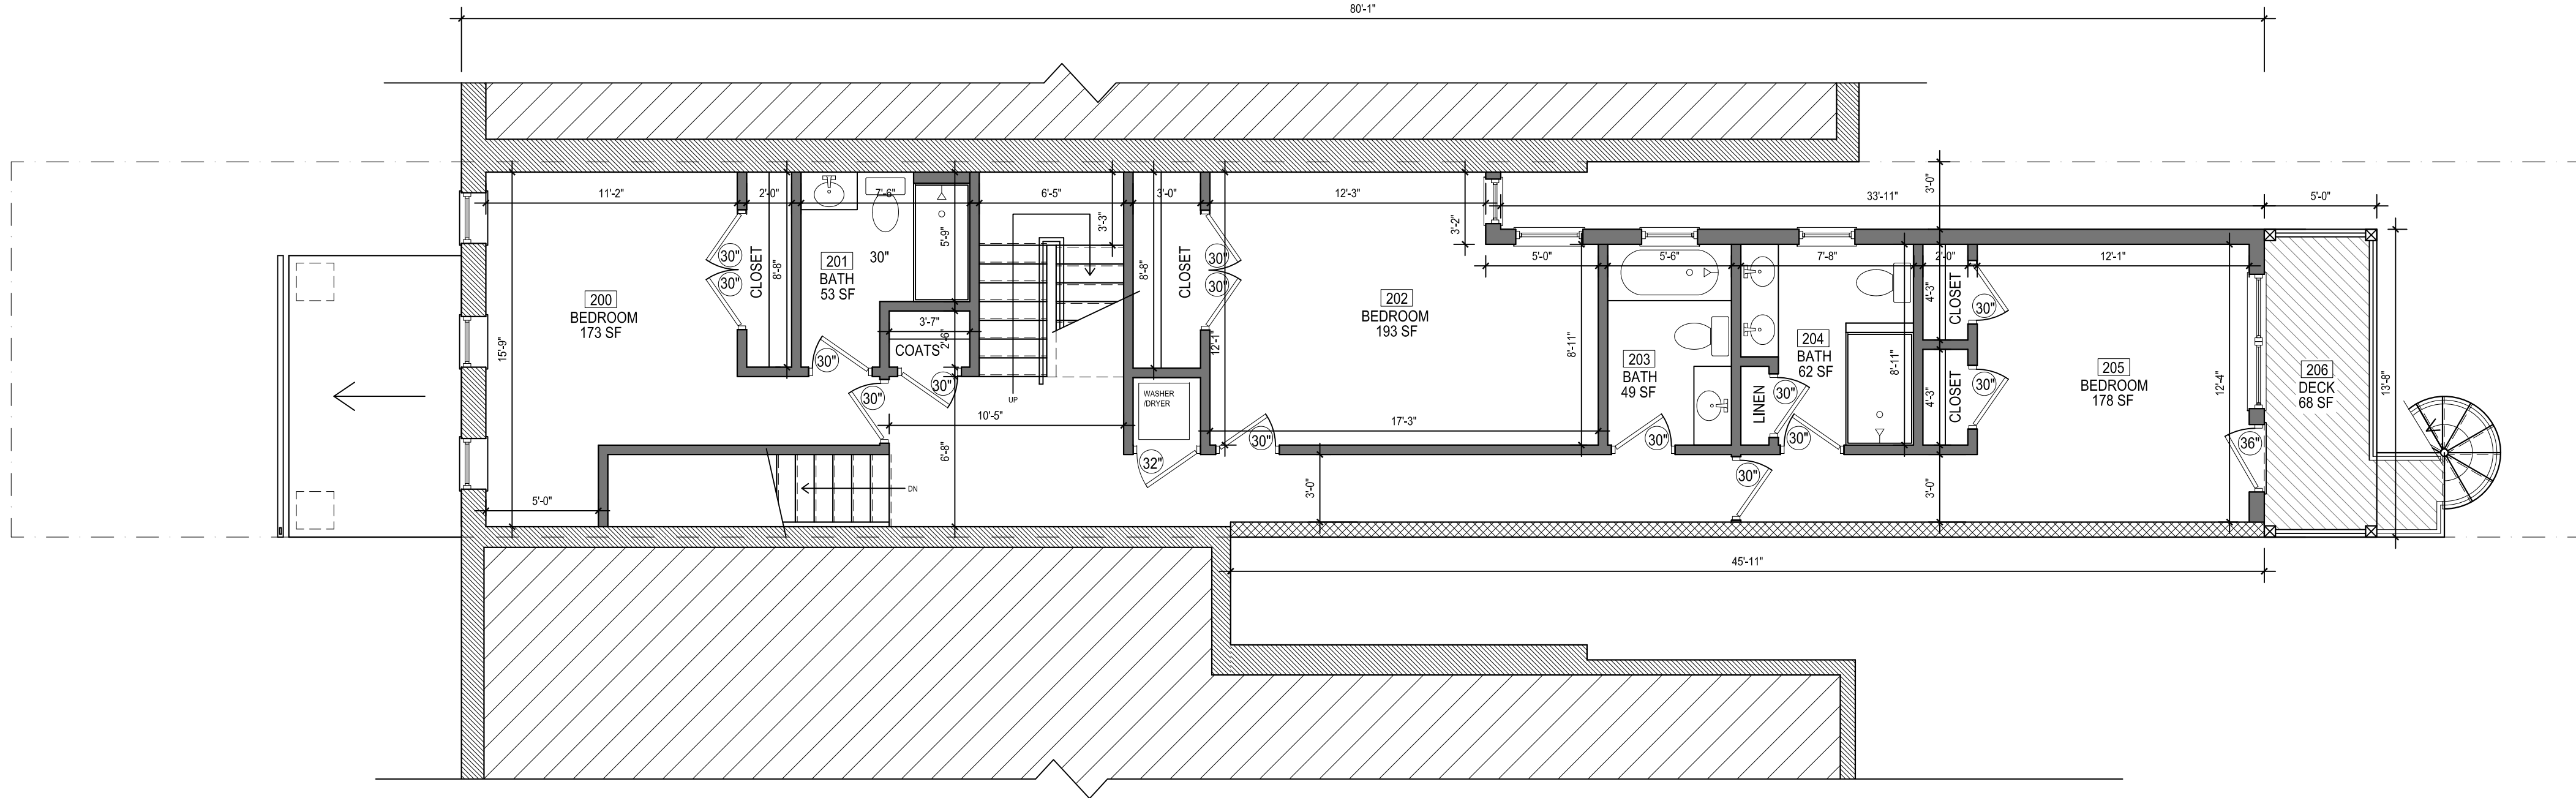 80'-1"
11'-2"
2'-0"
7'-6"
6'-5"
3'-0"
12'-3"
33'-11"
5'-0"
3'-0"
3'-3"
3'-2"
5'-9"
8'-8"
8'-8"
15'-9"
30"
30"
CLOSET
201
BATH
53 SF
30"
200
BEDROOM
173 SF
30"
30"
CLOSET
12'-1"
202
BEDROOM
193 SF
5'-0"
5'-6"
7'-8"
2'-0"
12'-1"
3'-7"
2'-6"
COATS
30"
30"
30"
UP
10'-5"
6'-8"
WASHER
/DRYER
32"
30"
17'-3"
8'-11"
203
BATH
49 SF
30"
204
BATH
62 SF
LINEN
30"
30"
8'-11"
4'-3"
CLOSET
30"
4'-3"
CLOSET
30"
205
BEDROOM
178 SF
12'-4"
206
DECK
68 SF
13'-8"
36"
5'-0"
DN
3'-0"
30"
3'-0"
45'-11"